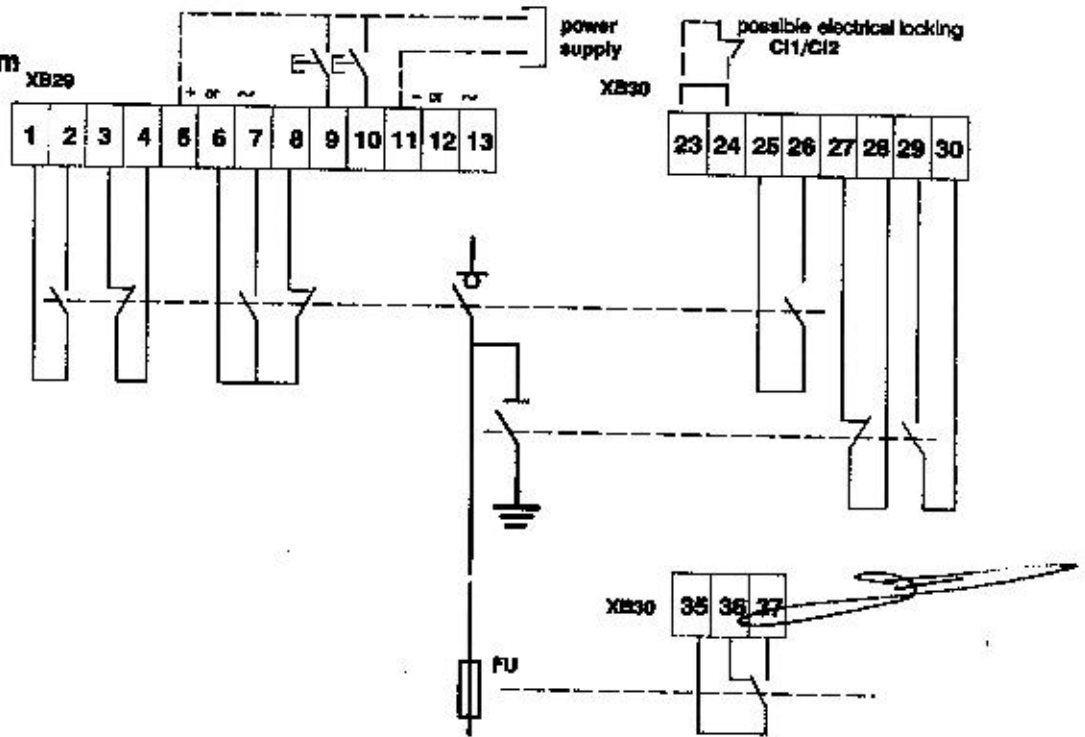 m
XB29
+ or ~
power
supply
- or ~
possible electrical locking
CI1/CI2
XB30
1 2 3 4 5 6 7 8 9 10 11 12 13
23 24 25 26 27 28 29 30
XB30
35 36 37
FU